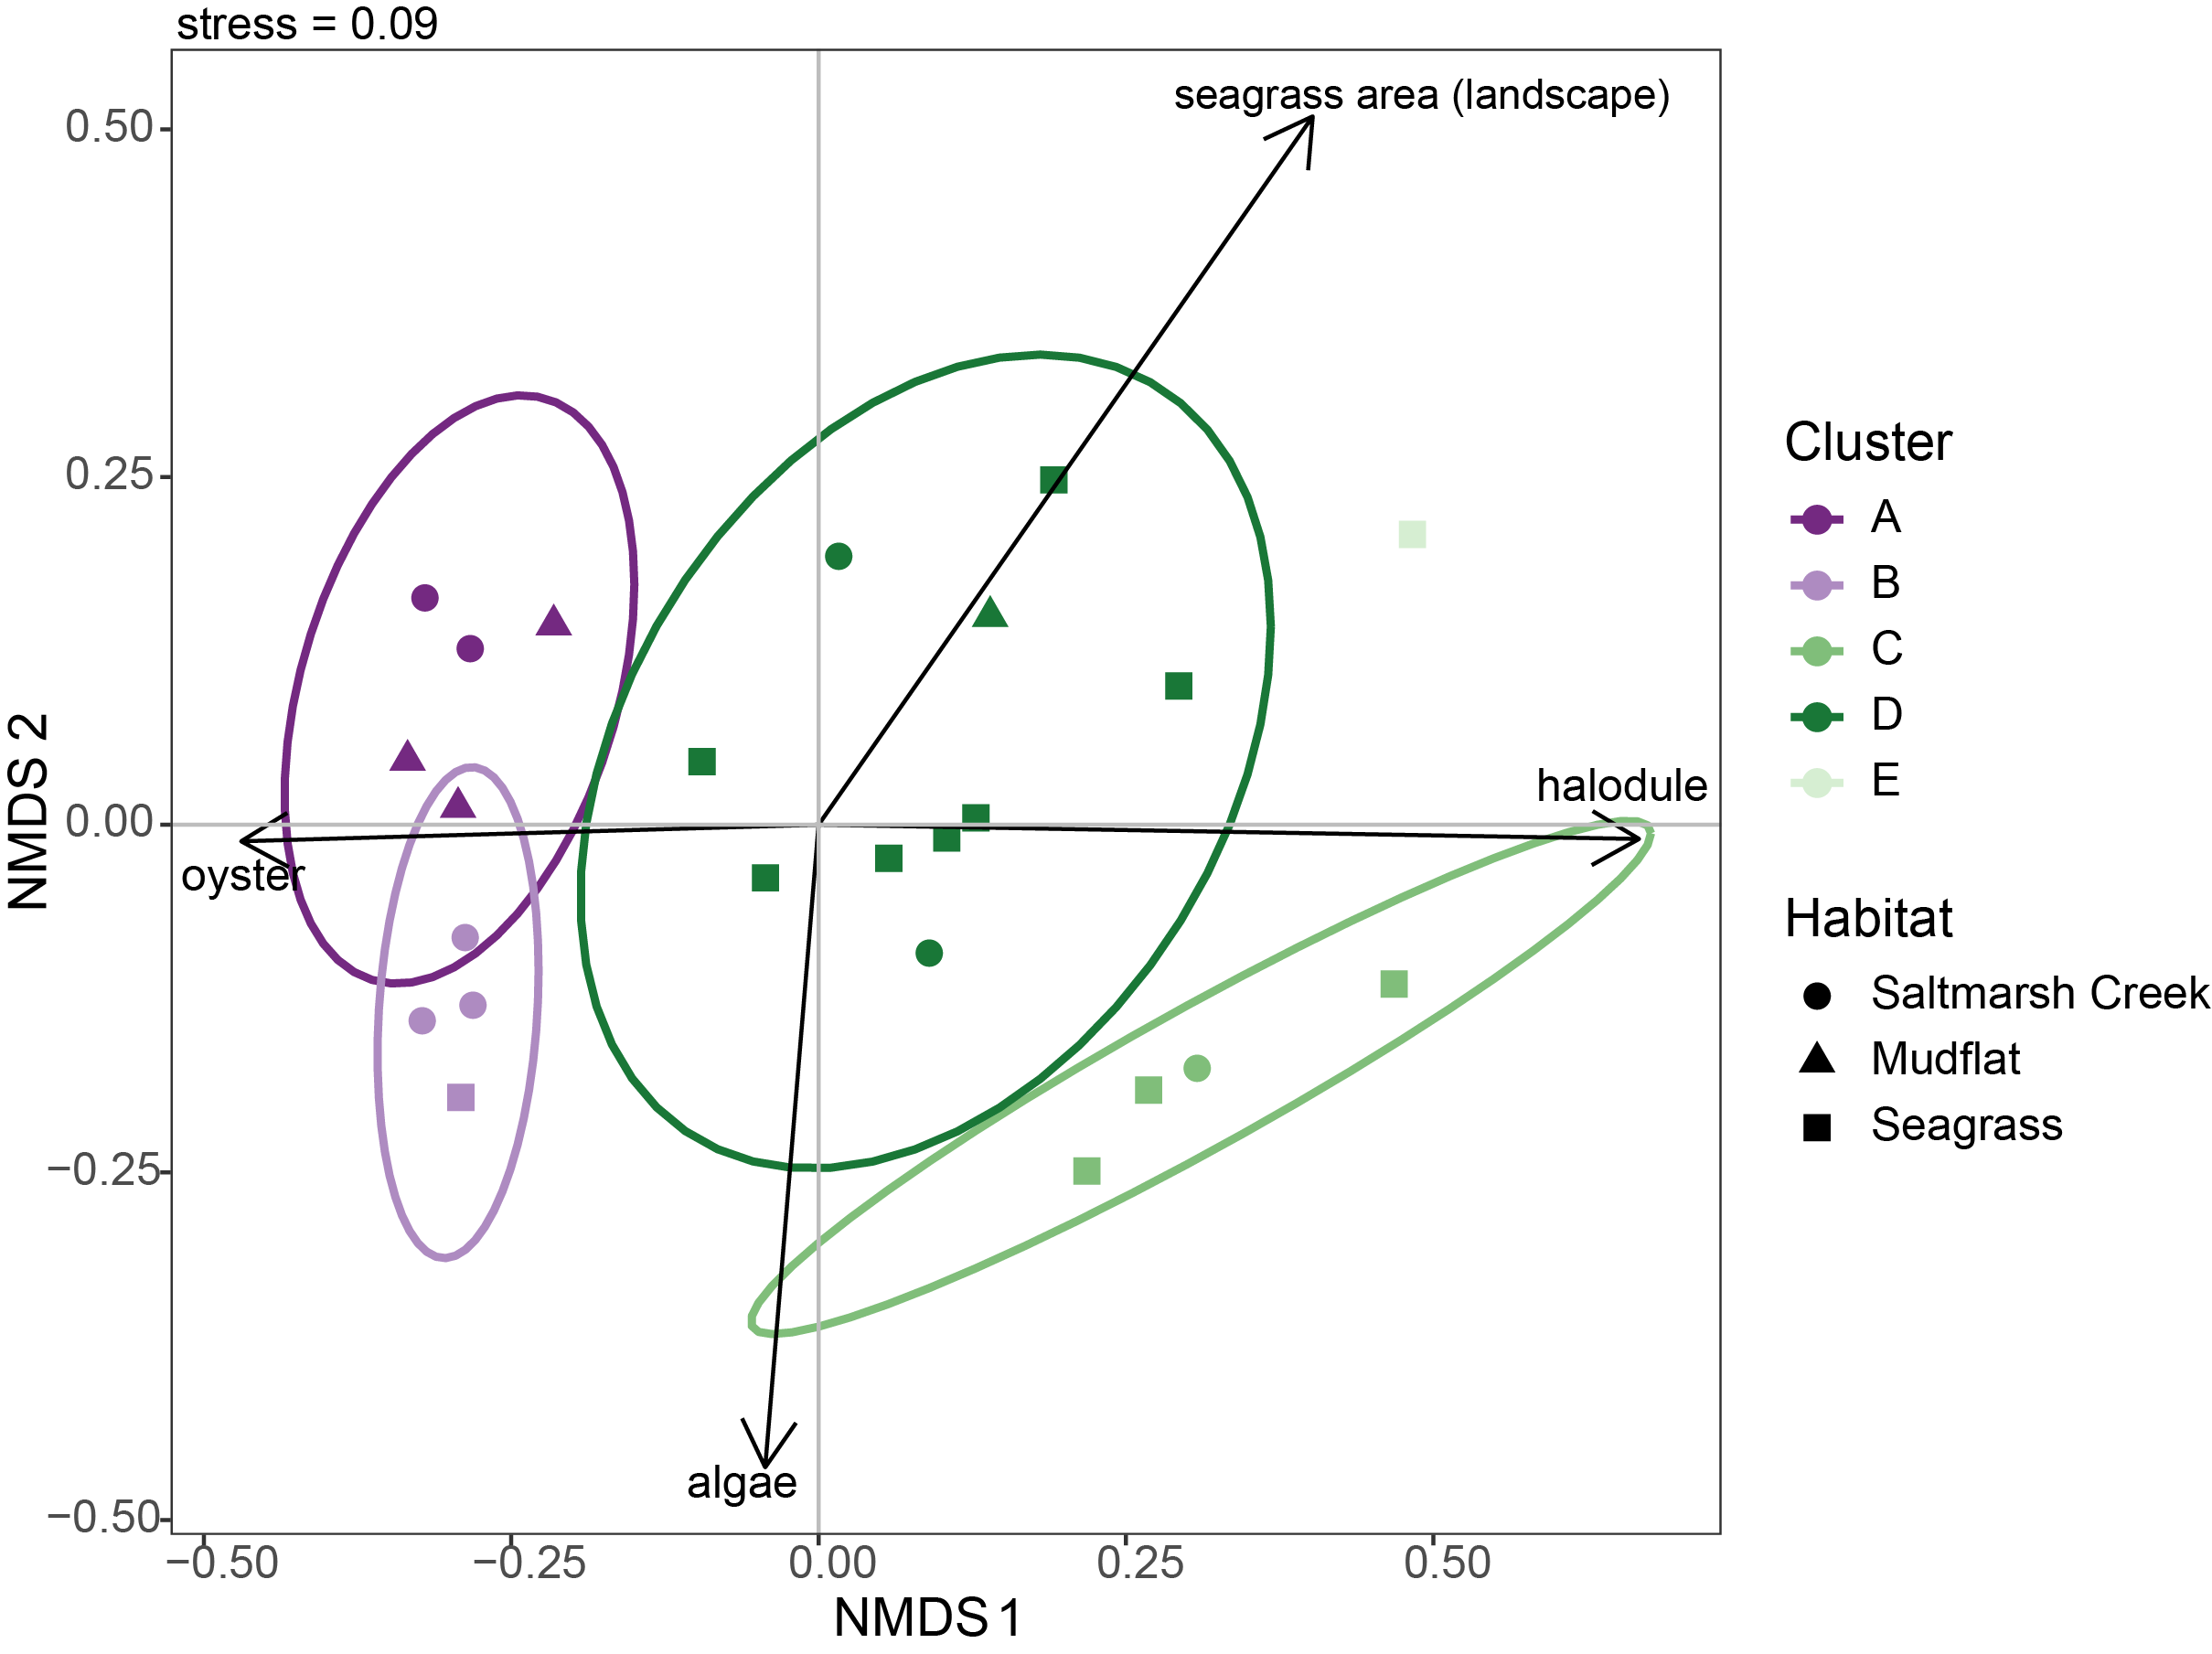 stress = 0.09
seagrass area (landscape)
0.50
0.25
0.00
−0.25
−0.50
NMDS 2
halodule
oyster
algae
−0.50
−0.25
0.00
0.25
0.50
NMDS 1
Cluster
A
B
C
D
E
Habitat
Saltmarsh Creek
Mudflat
Seagrass